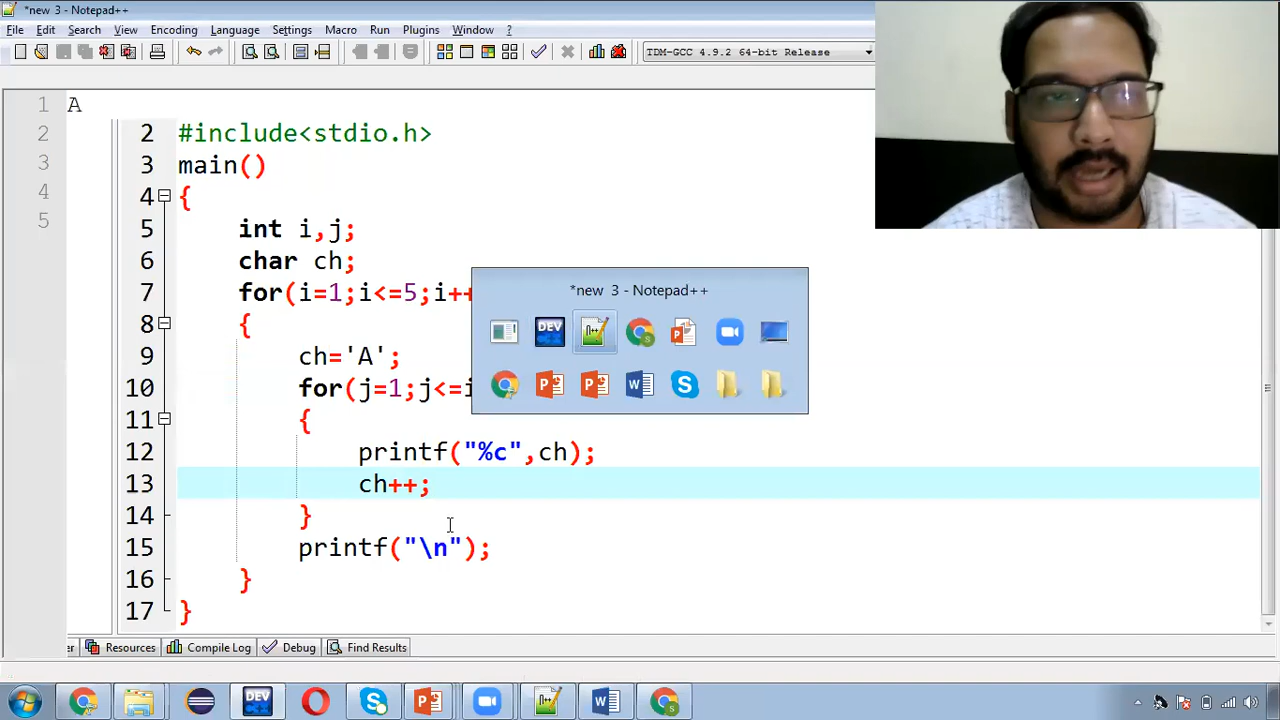 *new 3 - Notepad++
File Edit Search View Encoding Language Settings Macro Run Plugins Window ?
TDM-GCC 4.9.2 64-bit Release
1 A
2
3
4
5
2 #include<stdio.h>
3 main()
4 {
5 int i,j;
6 char ch;
7 for(i=1;i<=5;i++
8 {
9 ch='A';
10 for(j=1;j<=i
11 {
12 printf("%c",ch);
13 ch++;
14 }
15 printf("\n");
16 }
17 }
*new 3 - Notepad++
DEV
DEV
Resources Compile Log Debug Find Results